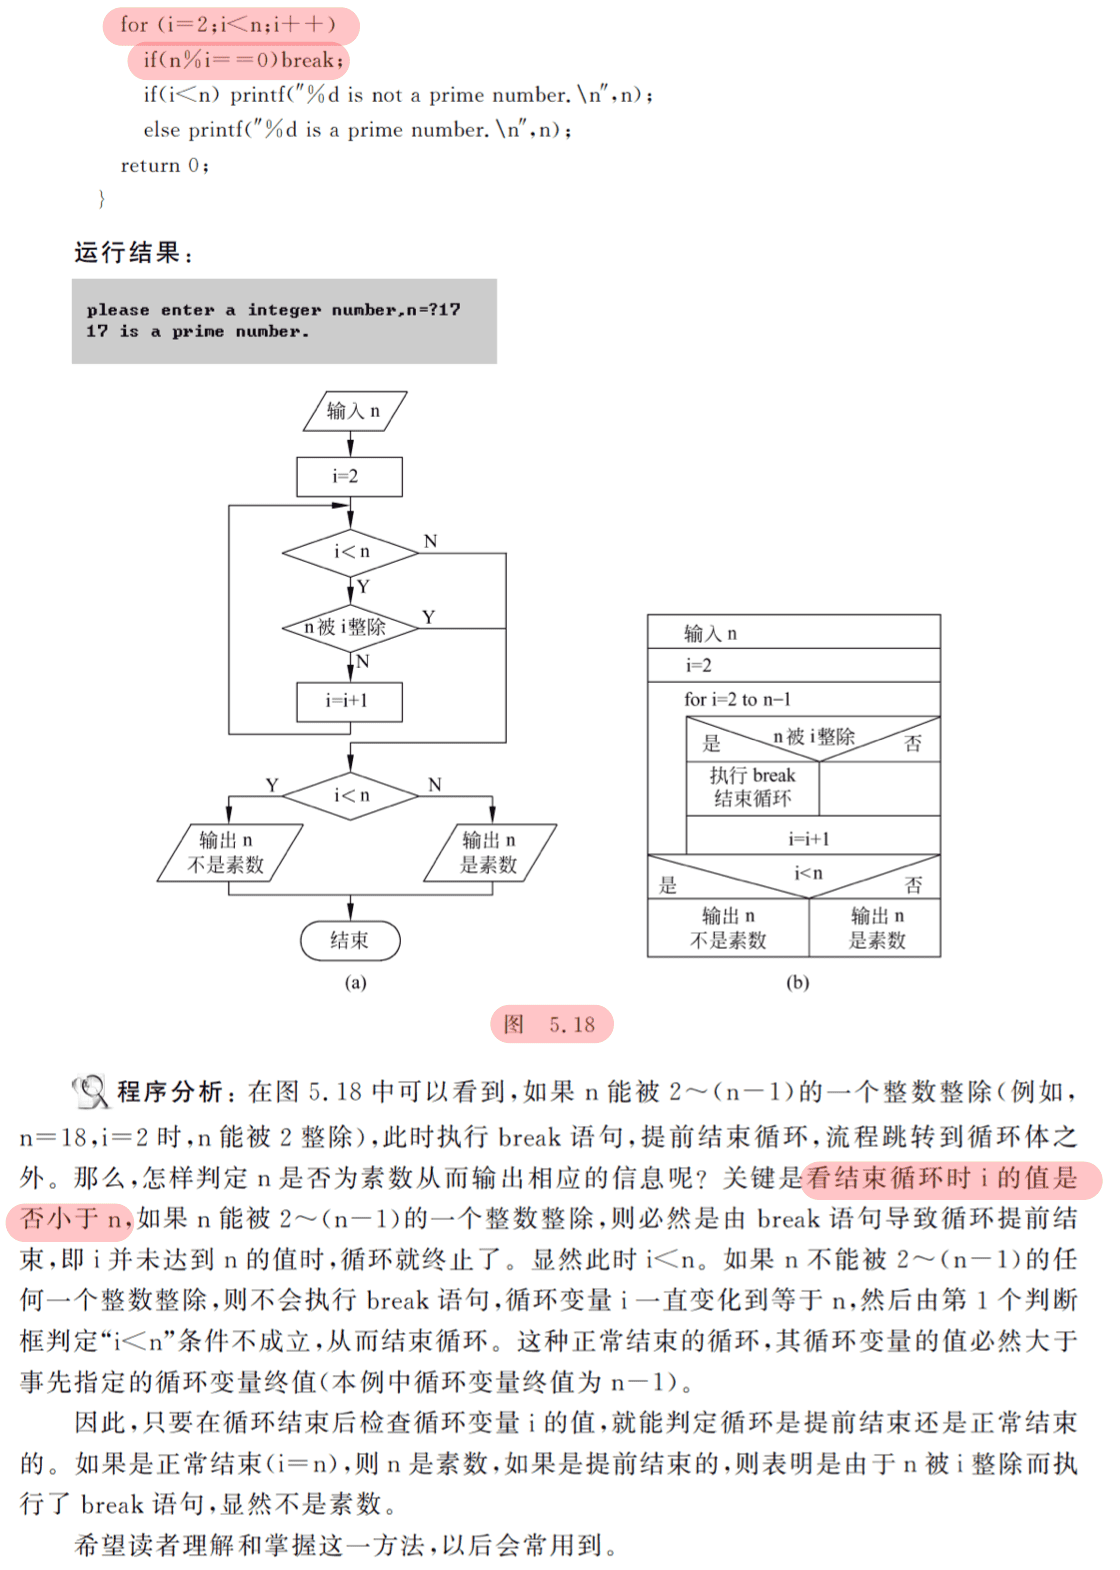 for (i=2;i<n;i++)
if(n%i==0)break;
if(i<n) printf("%d is not a prime number.\n",n);
else printf("%d is a prime number.\n",n);
return 0;
}
运行结果:
please enter a integer number,n=?17
17 is a prime number.
输入 n
i=2
i<n
N
Y
n被 i整除
Y
N
i=i+1
i<n
Y
N
输出 n
不是素数
输出 n
是素数
结束
(a)
输入 n
i=2
for i=2 to n-1
n被 i整除
是
否
执行 break
结束循环
i=i+1
i<n
是
否
输出 n
不是素数
输出 n
是素数
(b)
图 5.18
程序分析:在图 5.18 中可以看到,如果 n 能被 2～(n-1)的一个整数整除(例如,
n=18,i=2 时,n 能被 2 整除),此时执行 break 语句,提前结束循环,流程跳转到循环体之
外。那么,怎样判定 n 是否为素数从而输出相应的信息呢? 关键是看结束循环时 i 的值是
否小于 n,如果 n 能被 2～(n-1)的一个整数整除,则必然是由 break 语句导致循环提前结
束,即 i 并未达到 n 的值时,循环就终止了。显然此时 i<n。如果 n 不能被 2～(n-1)的任
何一个整数整除,则不会执行 break 语句,循环变量 i 一直变化到等于 n,然后由第 1 个判断
框判定“i<n”条件不成立,从而结束循环。这种正常结束的循环,其循环变量的值必然大于
事先指定的循环变量终值(本例中循环变量终值为 n-1)。
因此,只要在循环结束后检查循环变量 i 的值,就能判定循环是提前结束还是正常结束
的。如果是正常结束(i=n),则 n 是素数,如果是提前结束的,则表明是由于 n 被 i 整除而执
行了 break 语句,显然不是素数。
希望读者理解和掌握这一方法,以后会常用到。